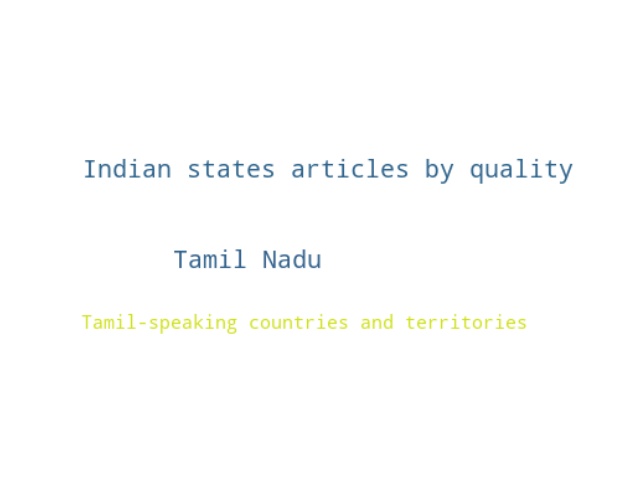 Indian states articles by quality
Tamil Nadu
Tamil-speaking countries and territories